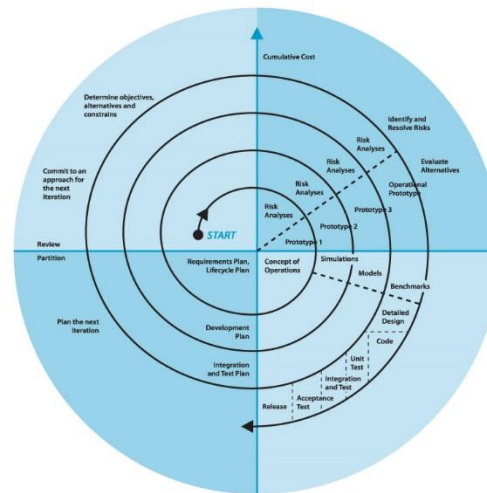 Cumulative Cost
Determine objectives,
alternatives and
constrains
Identify and
Resolve Risks
Risk
Analyses
Evaluate
Alternatives
Commit to an
approach for
the next
iteration
Risk
Analyses
Operational
Prototype
Risk
Analyses
Prototype 3
Risk
Analyses
Prototype 2
START
Prototype 1
Review
Partition
Requirements Plan,
Lifecycle Plan
Concept of
Operations
Simulations
Models
Benchmarks
Plan the next
iteration
Development
Plan
Detailed
Design
Code
Integration
and Test Plan
Unit
Test
Integration
and Test
Acceptance
Test
Release